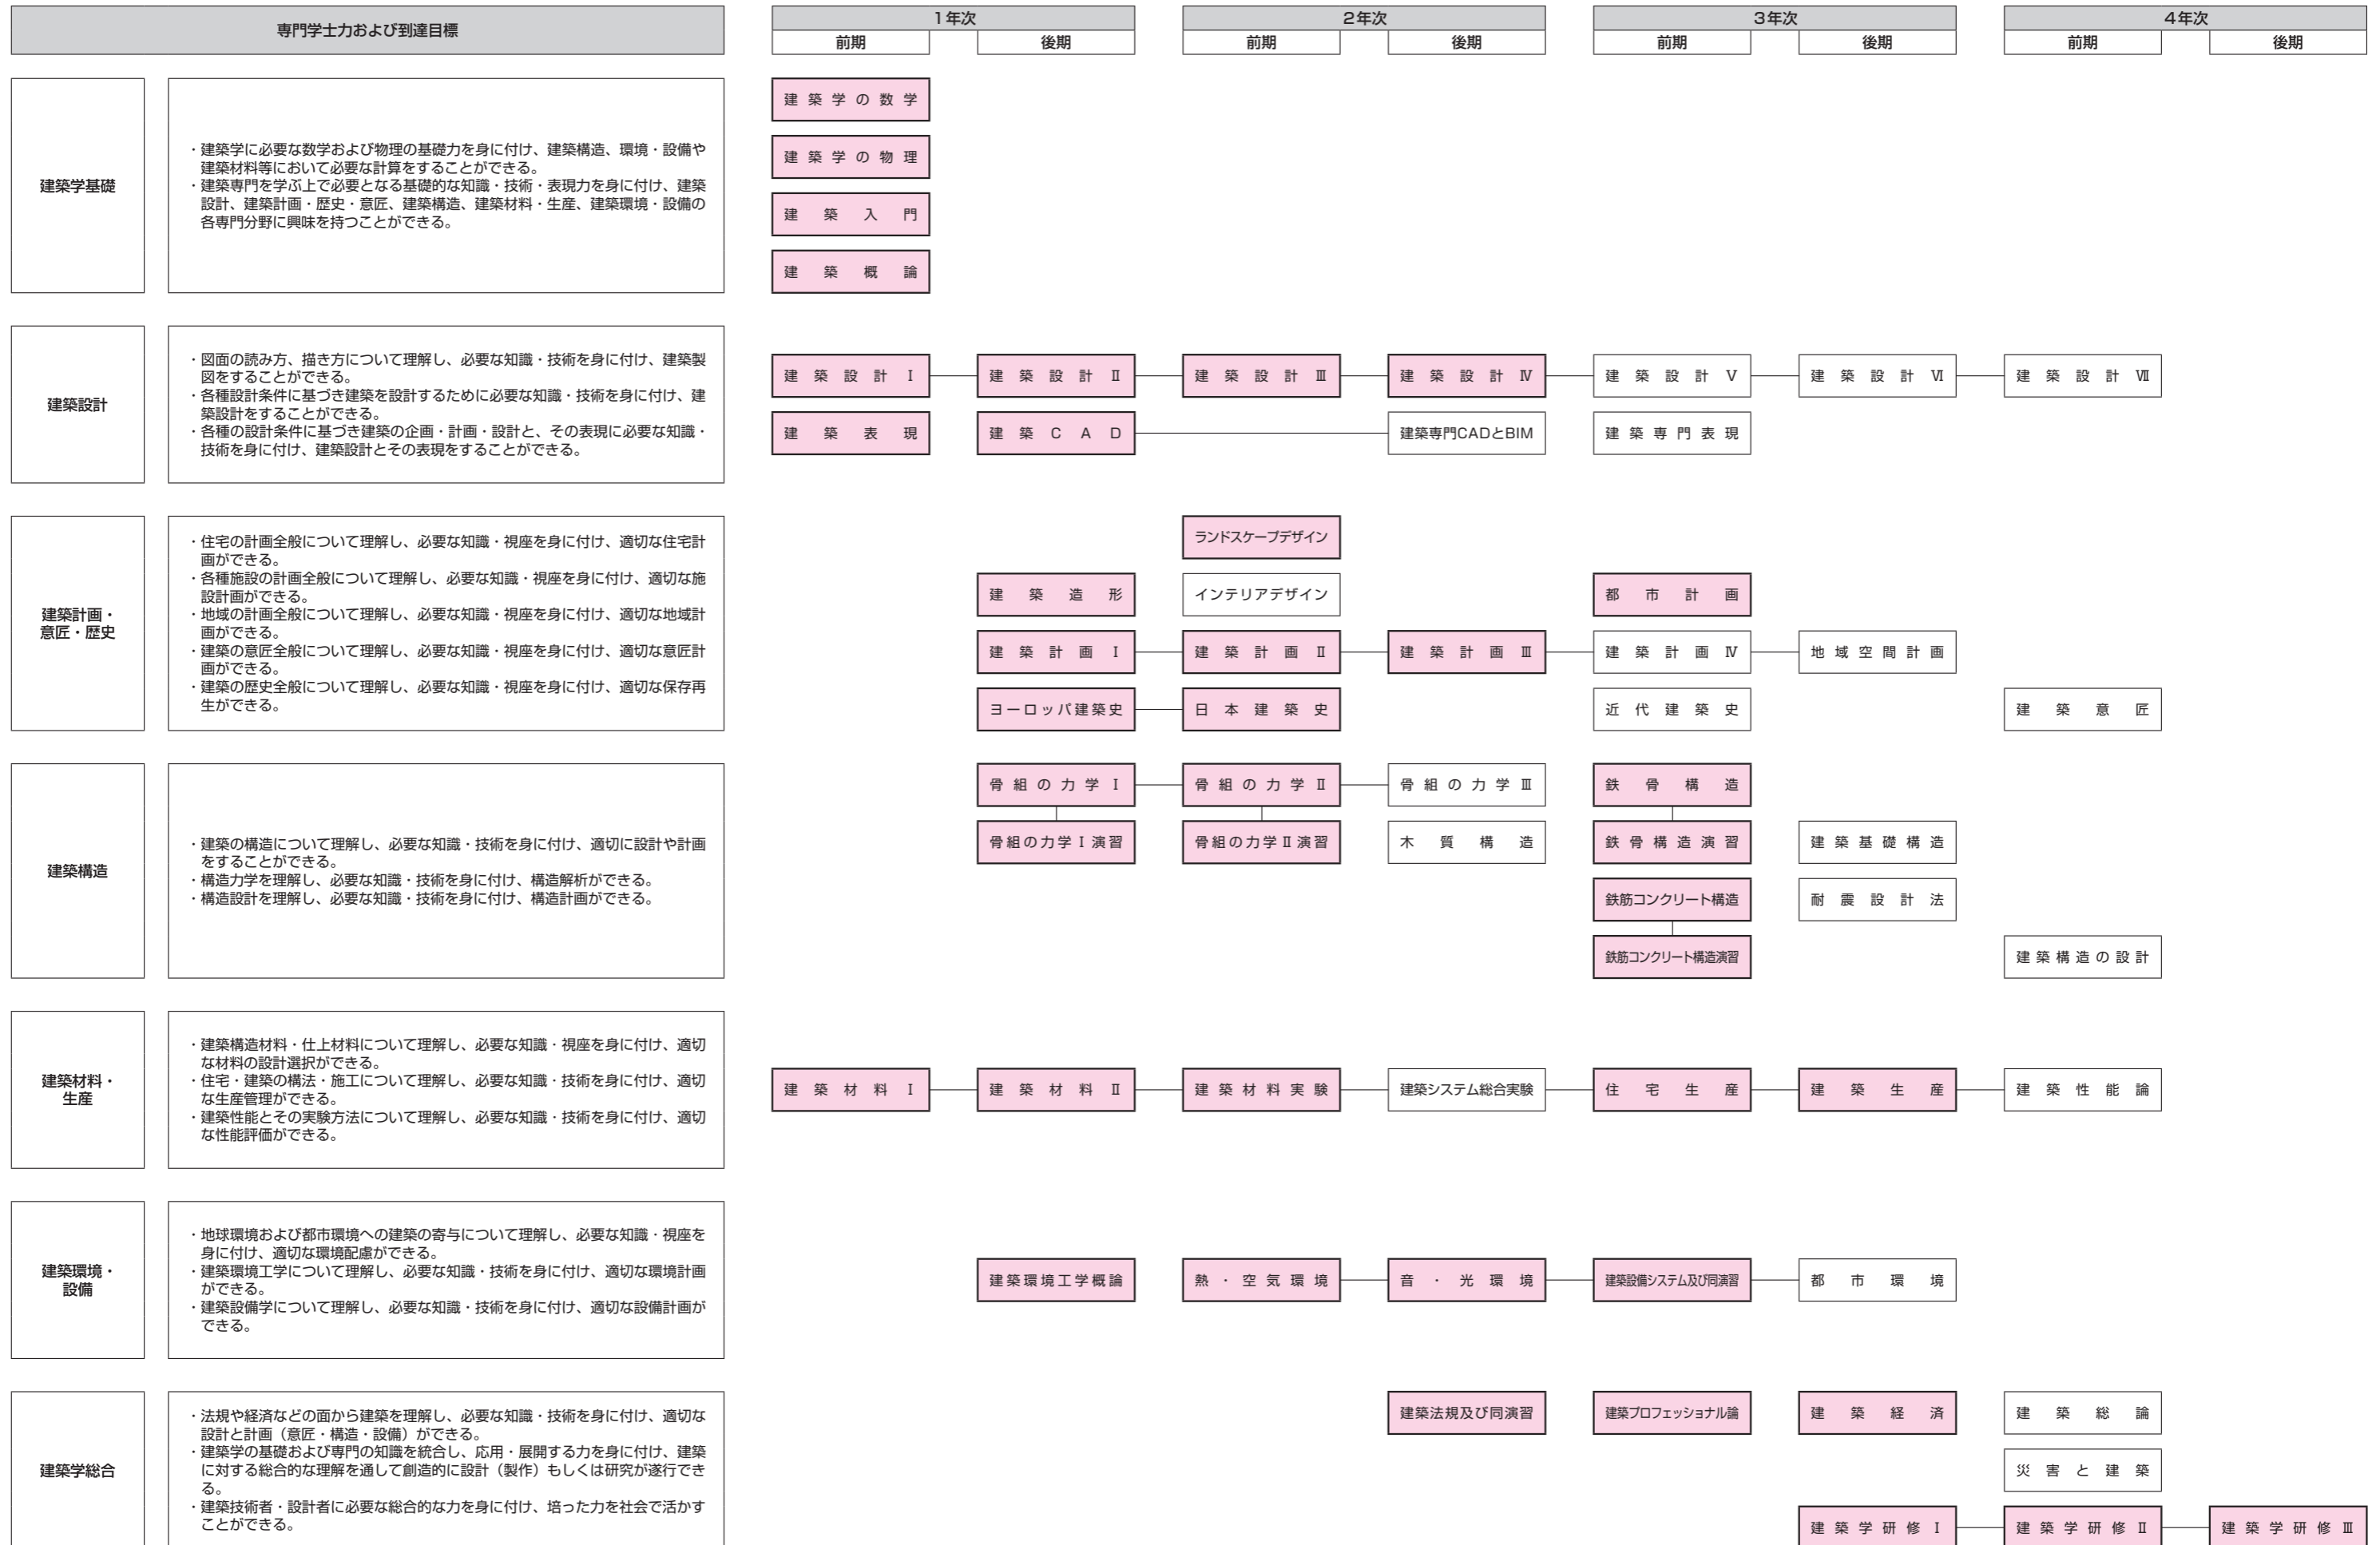 専門学士力および到達目標
1年次
2年次
3年次
4年次
前期
後期
前期
後期
前期
後期
前期
後期
建築学基礎
・建築学に必要な数学および物理の基礎力を身に付け、建築構造、環境・設備や
建築材料等において必要な計算をすることができる。
・建築専門を学ぶ上で必要となる基礎的な知識・技術・表現力を身に付け、建築
設計、建築計画・歴史・意匠、建築構造、建築材料・生産、建築環境・設備の
各専門分野に興味を持つことができる。
建築学の数学
建築学の物理
建築入門
建築概論
建築設計
・図面の読み方、描き方について理解し、必要な知識・技術を身に付け、建築製
図をすることができる。
・各種設計条件に基づき建築を設計するために必要な知識・技術を身に付け、建
築設計をすることができる。
・各種の設計条件に基づき建築の企画・計画・設計と、その表現に必要な知識・
技術を身に付け、建築設計とその表現をすることができる。
建築設計Ⅰ
建築設計Ⅱ
建築設計Ⅲ
建築設計Ⅳ
建築設計Ⅴ
建築設計Ⅵ
建築設計Ⅶ
建築表現
建築CAD
建築専門CADとBIM
建築専門表現
建築計画・
意匠・歴史
・住宅の計画全般について理解し、必要な知識・視座を身に付け、適切な住宅計
画ができる。
・各種施設の計画全般について理解し、必要な知識・視座を身に付け、適切な施
設計画ができる。
・地域の計画全般について理解し、必要な知識・視座を身に付け、適切な地域計
画ができる。
・建築の意匠全般について理解し、必要な知識・視座を身に付け、適切な意匠計
画ができる。
・建築の歴史全般について理解し、必要な知識・視座を身に付け、適切な保存再
生ができる。
ランドスケープデザイン
建築造形
インテリアデザイン
都市計画
建築計画Ⅰ
建築計画Ⅱ
建築計画Ⅲ
建築計画Ⅳ
地域空間計画
ヨーロッパ建築史
日本建築史
近代建築史
建築意匠
建築構造
・建築の構造について理解し、必要な知識・技術を身に付け、適切に設計や計画
をすることができる。
・構造力学を理解し、必要な知識・技術を身に付け、構造解析ができる。
・構造設計を理解し、必要な知識・技術を身に付け、構造計画ができる。
骨組の力学Ⅰ
骨組の力学Ⅱ
骨組の力学Ⅲ
鉄骨構造
骨組の力学Ⅰ演習
骨組の力学Ⅱ演習
木質構造
鉄骨構造演習
建築基礎構造
鉄筋コンクリート構造
耐震設計法
鉄筋コンクリート構造演習
建築構造の設計
建築材料・
生産
・建築構造材料・仕上材料について理解し、必要な知識・視座を身に付け、適切
な材料の設計選択ができる。
・住宅・建築の構法・施工について理解し、必要な知識・技術を身に付け、適切
な生産管理ができる。
・建築性能とその実験方法について理解し、必要な知識・技術を身に付け、適切
な性能評価ができる。
建築材料Ⅰ
建築材料Ⅱ
建築材料実験
建築システム総合実験
住宅生産
建築生産
建築性能論
建築環境・
設備
・地球環境および都市環境への建築の寄与について理解し、必要な知識・視座を
身に付け、適切な環境配慮ができる。
・建築環境工学について理解し、必要な知識・技術を身に付け、適切な環境計画
ができる。
・建築設備学について理解し、必要な知識・技術を身に付け、適切な設備計画が
できる。
建築環境工学概論
熱・空気環境
音・光環境
建築設備システム及び同演習
都市環境
建築学総合
・法規や経済などの面から建築を理解し、必要な知識・技術を身に付け、適切な
設計と計画（意匠・構造・設備）ができる。
・建築学の基礎および専門の知識を統合し、応用・展開する力を身に付け、建築
に対する総合的な理解を通して創造的に設計（製作）もしくは研究が遂行でき
る。
・建築技術者・設計者に必要な総合的な力を身に付け、培った力を社会で活かす
ことができる。
建築法規及び同演習
建築プロフェッショナル論
建築経済
建築総論
災害と建築
建築学研修Ⅰ
建築学研修Ⅱ
建築学研修Ⅲ